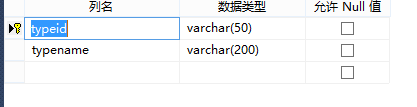 列名 数据类型 允许 Null 值
typeid varchar(50)
typename varchar(200)